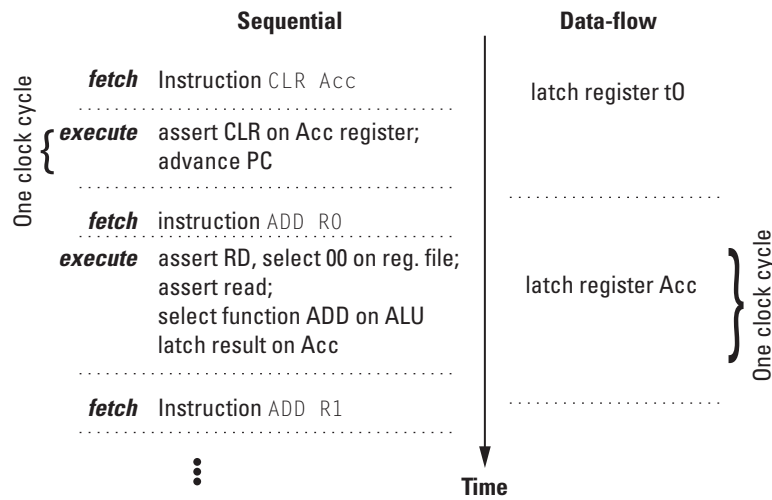 Sequential
Data-flow
fetch Instruction CLR Acc
latch register t0
One clock cycle
execute assert CLR on Acc register;
advance PC
fetch instruction ADD R0
execute assert RD, select 00 on reg. file;
assert read;
latch register Acc
select function ADD on ALU
latch result on Acc
One clock cycle
fetch Instruction ADD R1
Time